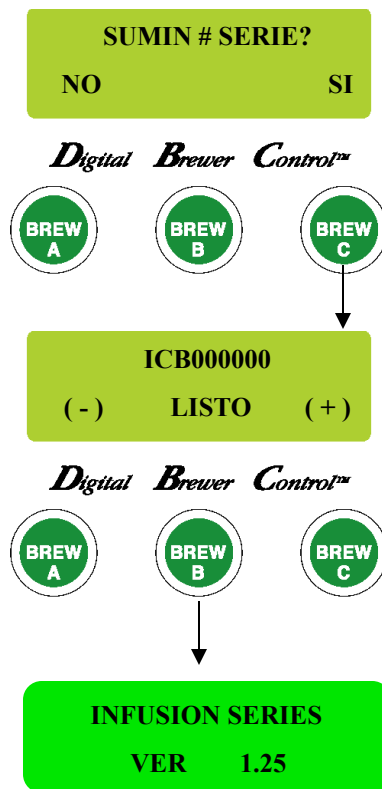 SUMIN # SERIE?
NO SI
Digital Brewer Control™
BREW A BREW B BREW C
ICB000000
( - ) LISTO ( + )
Digital Brewer Control™
BREW A BREW B BREW C
INFUSION SERIES
VER 1.25